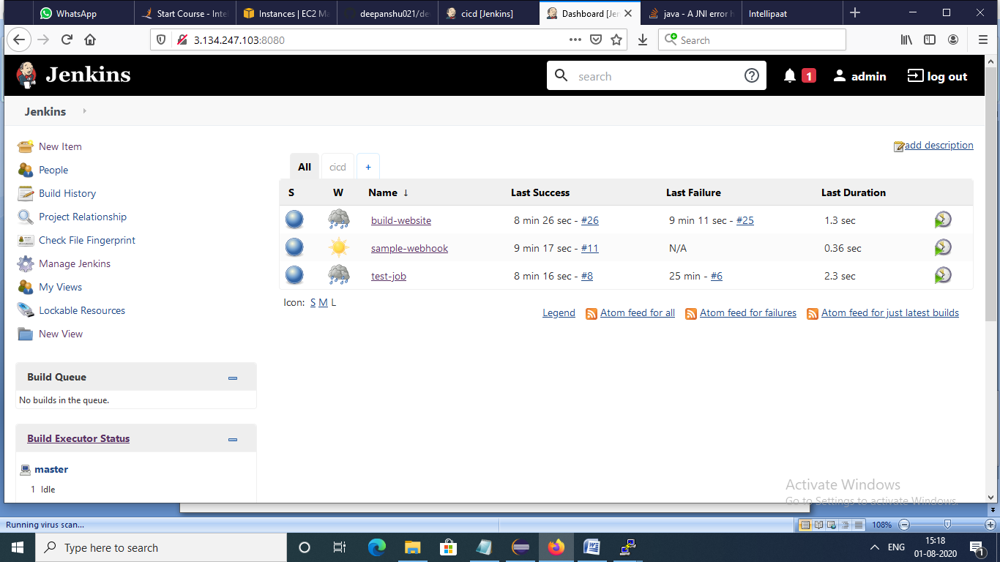 WhatsApp
Start Course - Inte
Instances | EC2 Ma
deepanshu021/de
cicd [Jenkins]
Dashboard [Jen
java - A JNI error h
Intellipaat
3.134.247.103:8080
Search
Jenkins
search
1
admin
log out
Jenkins
New Item
People
Build History
Project Relationship
Check File Fingerprint
Manage Jenkins
My Views
Lockable Resources
New View
add description
All cicd +
S W Name ↓ Last Success Last Failure Last Duration
build-website 8 min 26 sec - #26 9 min 11 sec - #25 1.3 sec
sample-webhook 9 min 17 sec - #11 N/A 0.36 sec
test-job 8 min 16 sec - #8 25 min - #6 2.3 sec
Icon: S M L
Legend Atom feed for all Atom feed for failures Atom feed for just latest builds
Build Queue
No builds in the queue.
Build Executor Status
master
1 Idle
Activate Windows
Go to Settings to activate Windows.
Running virus scan...
108%
Type here to search
ENG
15:18
01-08-2020
1